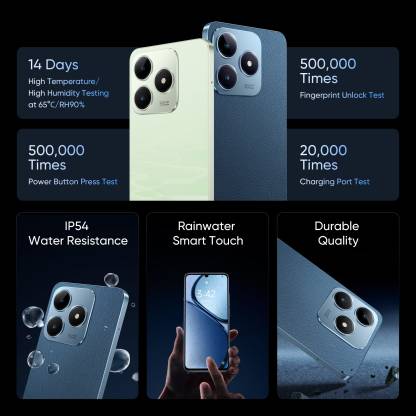 14 Days
High Temperature/
High Humidity Testing
at 65°C/RH90%
500,000
Times
Fingerprint Unlock Test
500,000
Times
Power Button Press Test
20,000
Times
Charging Port Test
IP54
Water Resistance
Rainwater
Smart Touch
Durable
Quality
3:42